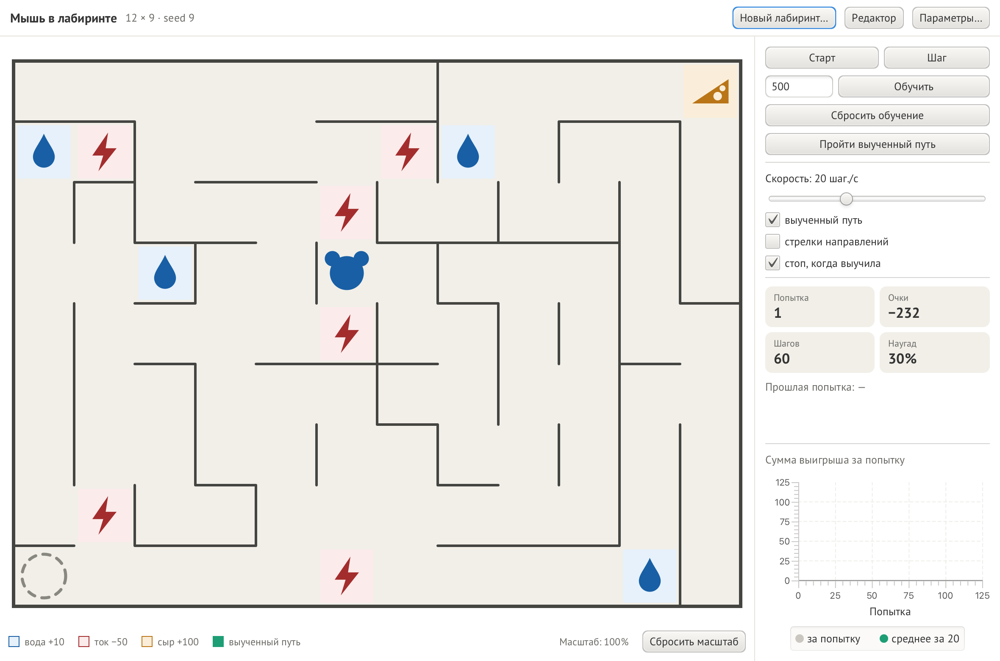 Мышь в лабиринте 12 × 9 · seed 9
Новый лабиринт...
Редактор
Параметры...
Старт
Шаг
500
Обучить
Сбросить обучение
Пройти выученный путь
Скорость: 20 шаг./с
выученный путь
стрелки направлений
стоп, когда выучила
Попытка
1
Очки
−232
Шагов
60
Наугад
30%
Прошлая попытка: —
Сумма выигрыша за попытку
125
100
75
50
25
0
0 25 50 75 100 125
Попытка
за попытку
среднее за 20
вода +10
ток −50
сыр +100
выученный путь
Масштаб: 100%
Сбросить масштаб